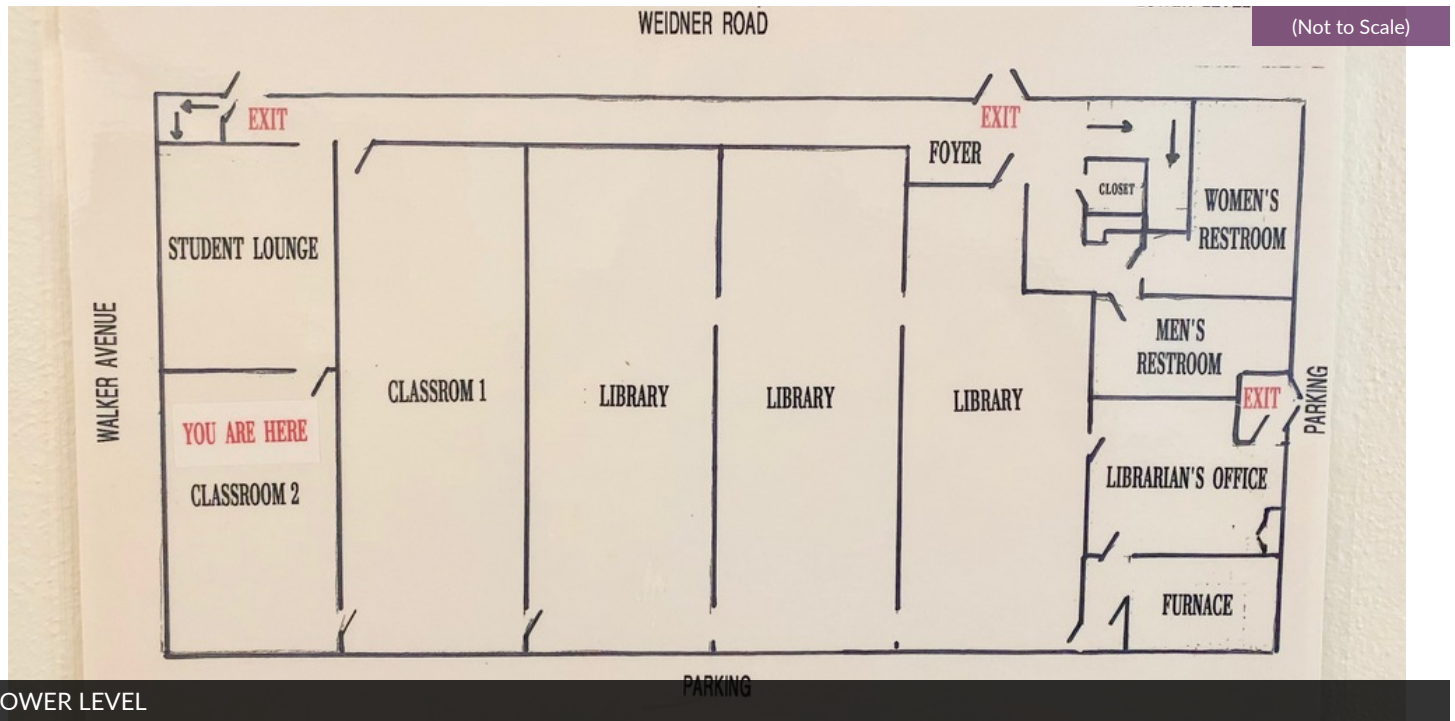 WEIDNER ROAD
(Not to Scale)
EXIT
EXIT
FOYER
CLOSET
WOMEN'S
RESTROOM
STUDENT LOUNGE
MEN'S
RESTROOM
WALKER AVENUE
CLASSROM 1
LIBRARY
LIBRARY
LIBRARY
EXIT
PARKING
YOU ARE HERE
CLASSROOM 2
LIBRARIAN'S OFFICE
FURNACE
PARKING
OWER LEVEL